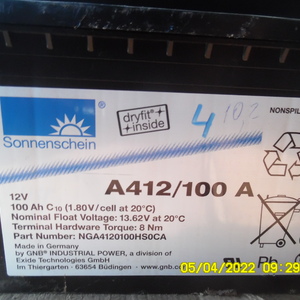 NONSPIL
dryfit®
inside
4 102
Sonnenschein®
A412/100 A
12V
100 Ah C10 (1.80V/cell at 20°C)
Nominal Float Voltage: 13.62V at 20°C
Terminal Hardware Torque: 8 Nm
Part Number: NGA4120100HS0CA
Made in Germany
by GNB® INDUSTRIAL POWER, a division of
Exide Technologies GmbH
Im Thiergarten - 63654 Büdingen - www.gnb.c
Pb
05/04/2022 09:29